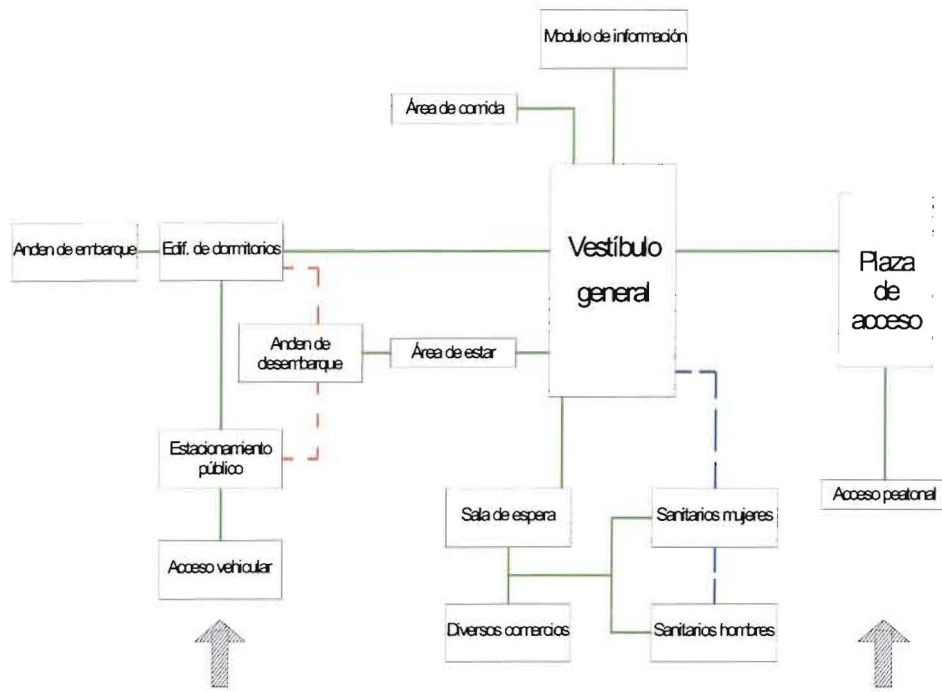 Modulo de información
Área de comida
Vestíbulo
general
Plaza
de
acceso
Anden de embarque
Edif. de dormitorios
Anden de
desembarque
Área de estar
Estacionamiento
público
Acceso vehicular
Sala de espera
Sanitarios mujeres
Acceso peatonal
Diversos comercios
Sanitarios hombres